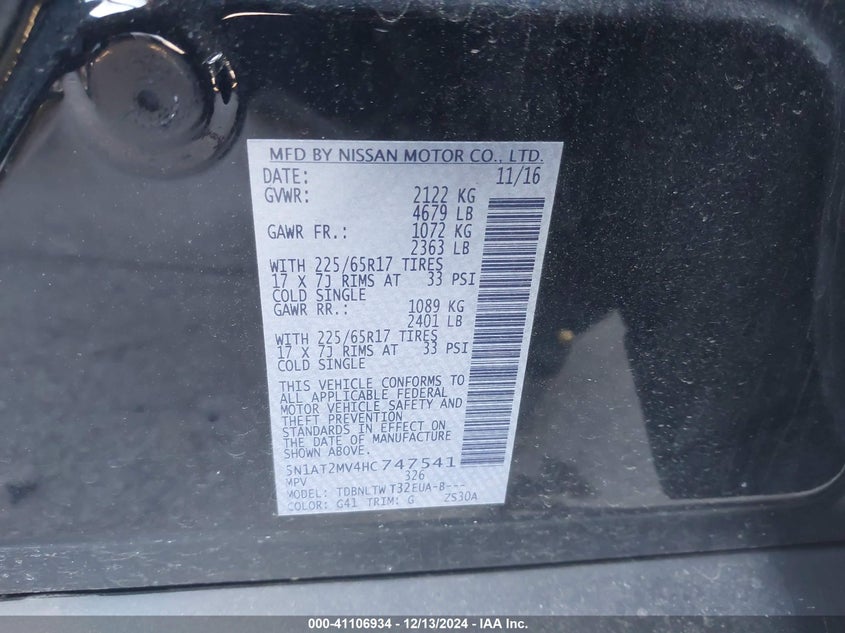 MFD BY NISSAN MOTOR CO., LTD.
DATE: 11/16
GVWR: 2122 KG
4679 LB
GAWR FR.: 1072 KG
2363 LB
WITH 225/65R17 TIRES
17 X 7J RIMS AT 33 PSI
COLD SINGLE
GAWR RR.: 1089 KG
2401 LB
WITH 225/65R17 TIRES
17 X 7J RIMS AT 33 PSI
COLD SINGLE
THIS VEHICLE CONFORMS TO
ALL APPLICABLE FEDERAL
MOTOR VEHICLE SAFETY AND
THEFT PREVENTION
STANDARDS IN EFFECT ON
THE DATE OF MANUFACTURE
SHOWN ABOVE.
5N1AT2MV4HC747541
MPV 326
MODEL: TDBNLTW T32EUA-B---
COLOR: G41 TRIM: G ZS30A
000-41106934 - 12/13/2024 - IAA Inc.